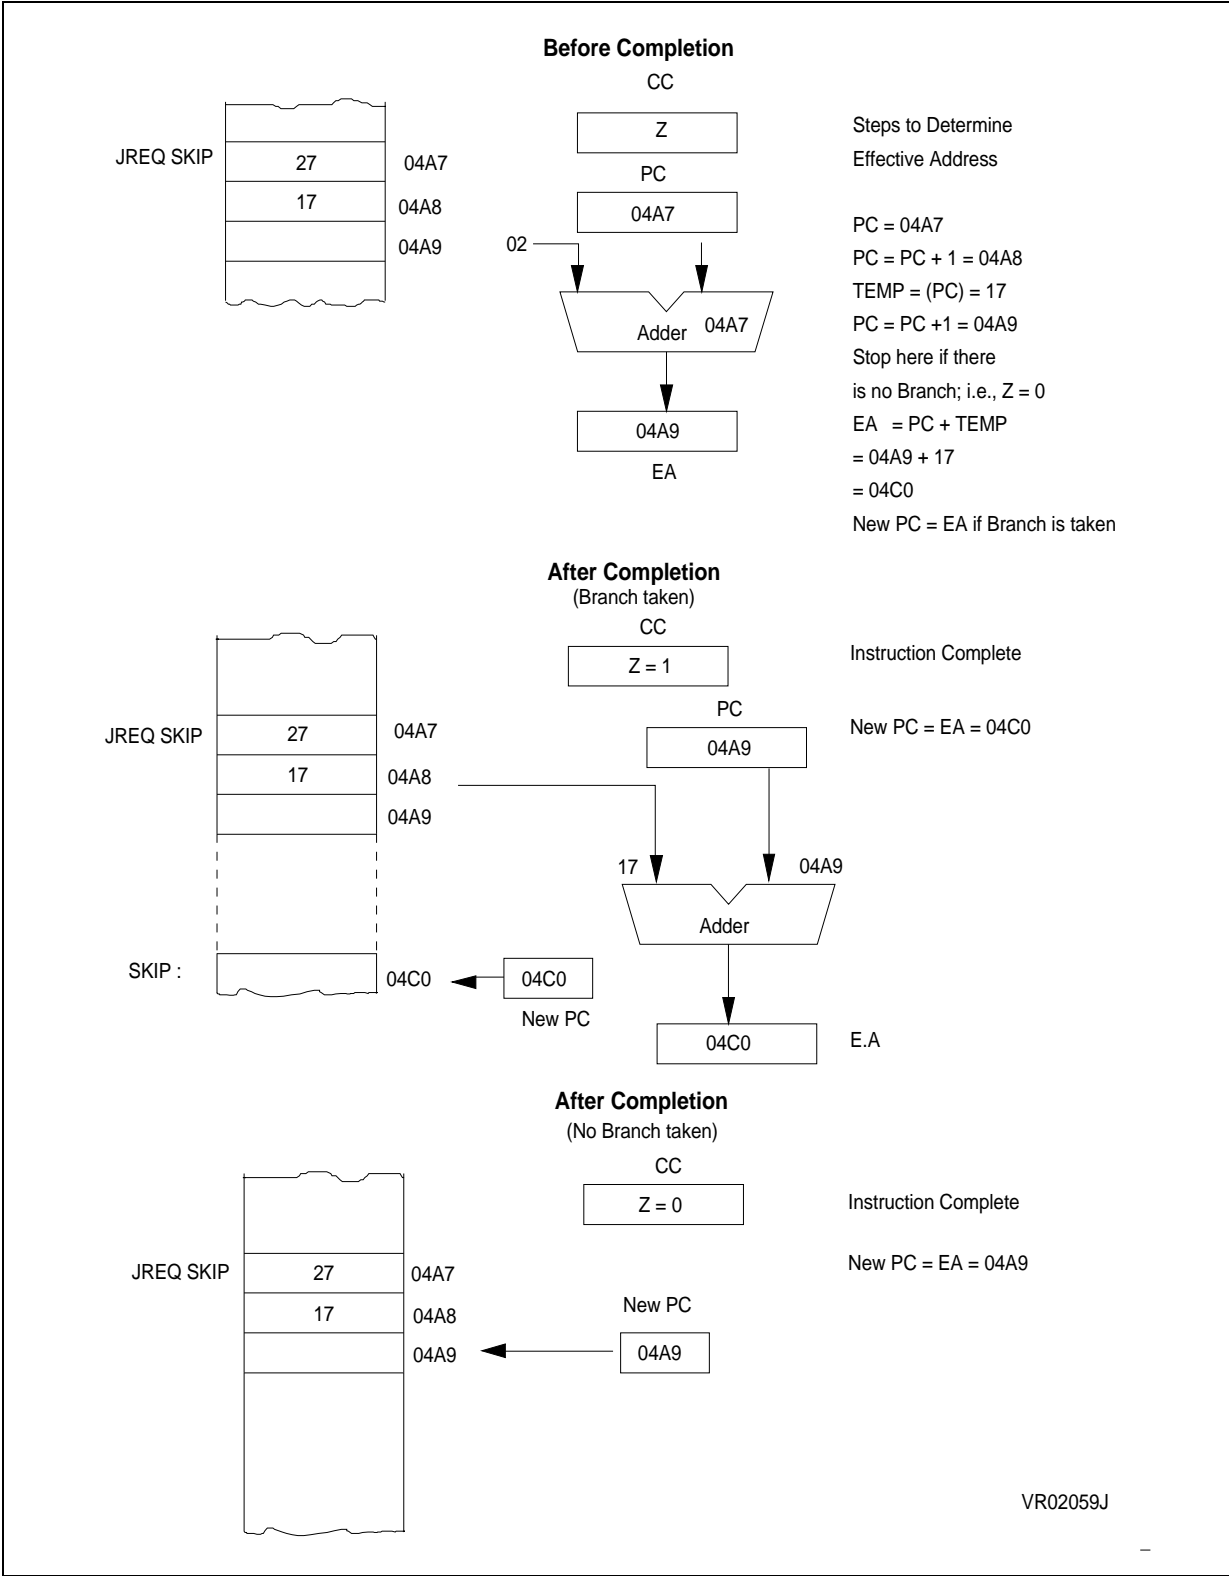 Before Completion
CC
Z
Steps to Determine
JREQ SKIP
27
04A7
Effective Address
PC
17
04A8
04A7
PC = 04A7
04A9
02
PC = PC + 1 = 04A8
TEMP = (PC) = 17
Adder
04A7
PC = PC +1 = 04A9
Stop here if there
is no Branch; i.e., Z = 0
04A9
EA = PC + TEMP
EA
= 04A9 + 17
= 04C0
New PC = EA if Branch is taken
After Completion
(Branch taken)
CC
Z = 1
Instruction Complete
PC
JREQ SKIP
27
04A7
New PC = EA = 04C0
04A9
17
04A8
04A9
17
04A9
Adder
SKIP :
04C0
04C0
New PC
04C0
E.A
After Completion
(No Branch taken)
CC
Z = 0
Instruction Complete
JREQ SKIP
27
04A7
New PC = EA = 04A9
17
04A8
New PC
04A9
04A9
VR02059J